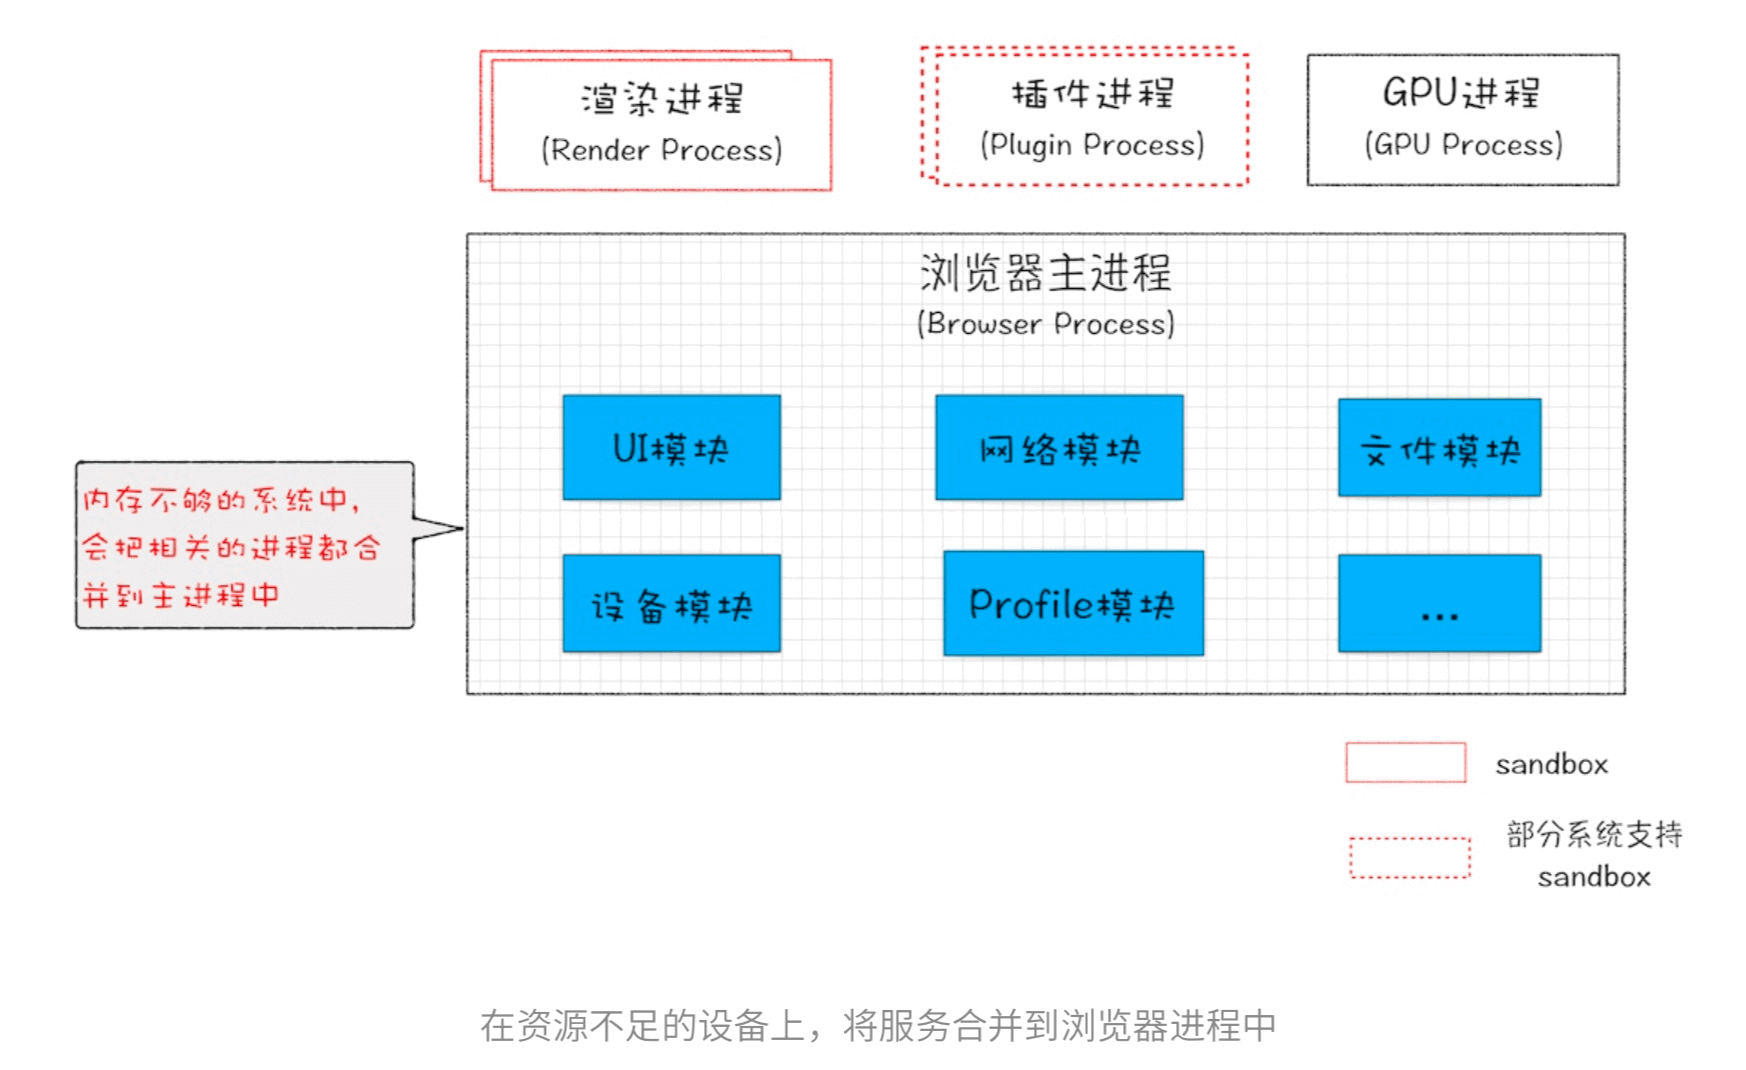 渲染进程
(Render Process)
插件进程
(Plugin Process)
GPU进程
(GPU Process)
浏览器主进程
(Browser Process)
UI模块
网络模块
文件模块
设备模块
Profile模块
...
内存不够的系统中,
会把相关的进程都合
并到主进程中
sandbox
部分系统支持
sandbox
在资源不足的设备上，将服务合并到浏览器进程中